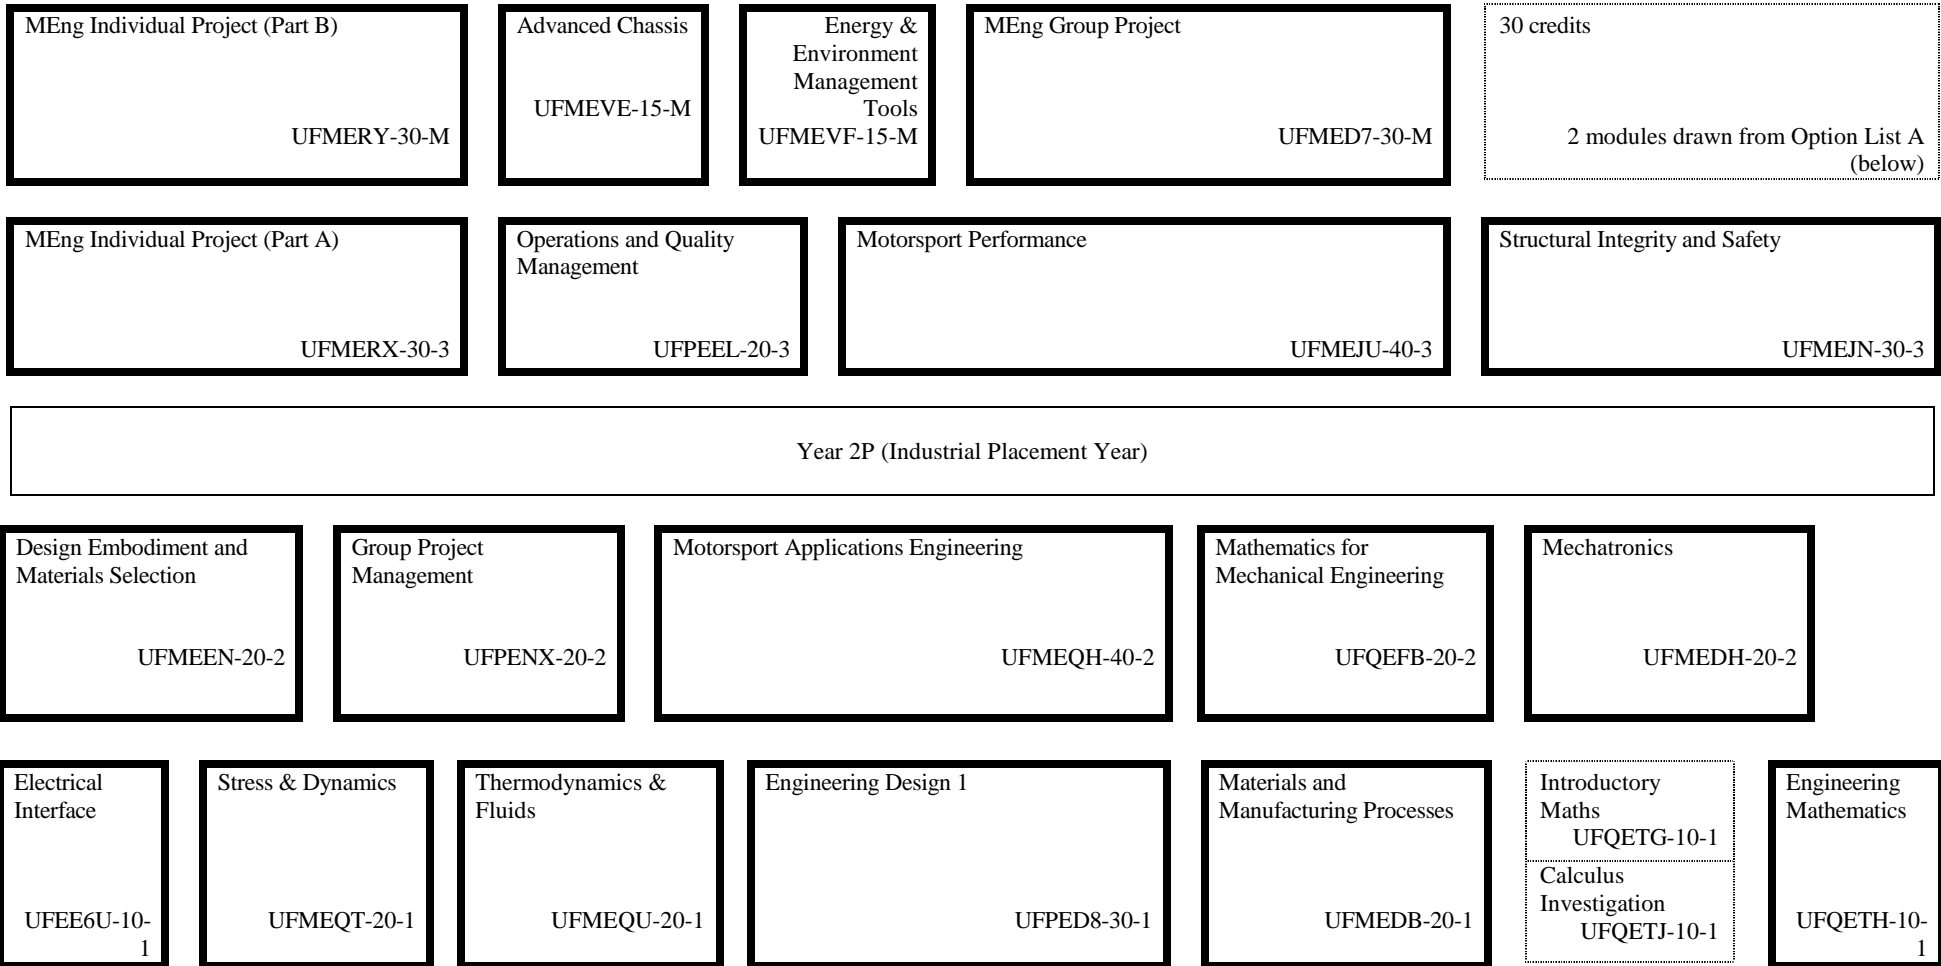 MEng Individual Project (Part B)
UFMERY-30-M
Advanced Chassis
UFMEVE-15-M
Energy &
Environment
Management
Tools
UFMEVF-15-M
MEng Group Project
UFMED7-30-M
30 credits
2 modules drawn from Option List A
(below)
MEng Individual Project (Part A)
UFMERX-30-3
Operations and Quality
Management
UFPEEL-20-3
Motorsport Performance
UFMEJU-40-3
Structural Integrity and Safety
UFMEJN-30-3
Year 2P (Industrial Placement Year)
Design Embodiment and
Materials Selection
UFMEEN-20-2
Group Project
Management
UFPENX-20-2
Motorsport Applications Engineering
UFMEQH-40-2
Mathematics for
Mechanical Engineering
UFQEFB-20-2
Mechatronics
UFMEDH-20-2
Electrical
Interface
UFEE6U-10-
1
Stress & Dynamics
UFMEQT-20-1
Thermodynamics &
Fluids
UFMEQU-20-1
Engineering Design 1
UFPED8-30-1
Materials and
Manufacturing Processes
UFMEDB-20-1
Introductory
Maths
UFQETG-10-1
Calculus
Investigation
UFQETJ-10-1
Engineering
Mathematics
UFQETH-10-
1